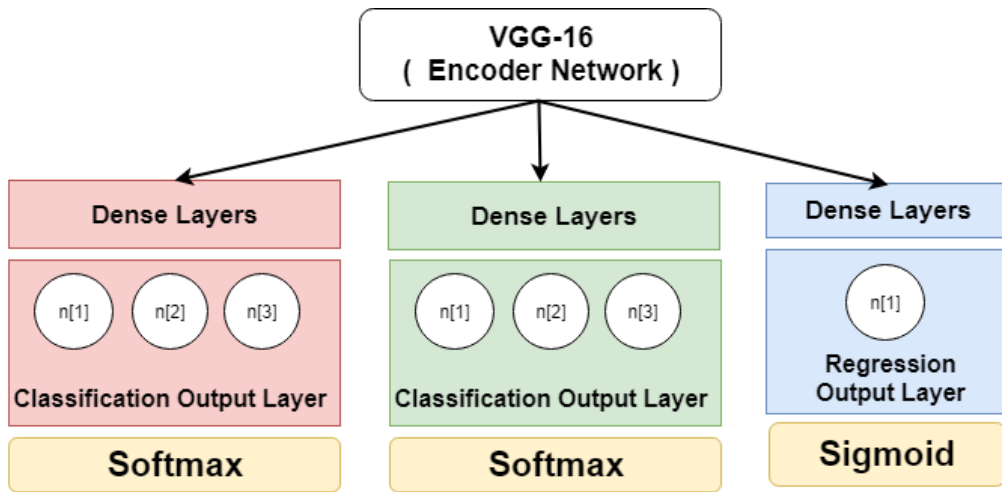 VGG-16
( Encoder Network )
Dense Layers
Dense Layers
Dense Layers
n[1] n[2] n[3]
Classification Output Layer
n[1] n[2] n[3]
Classification Output Layer
n[1]
Regression
Output Layer
Softmax
Softmax
Sigmoid